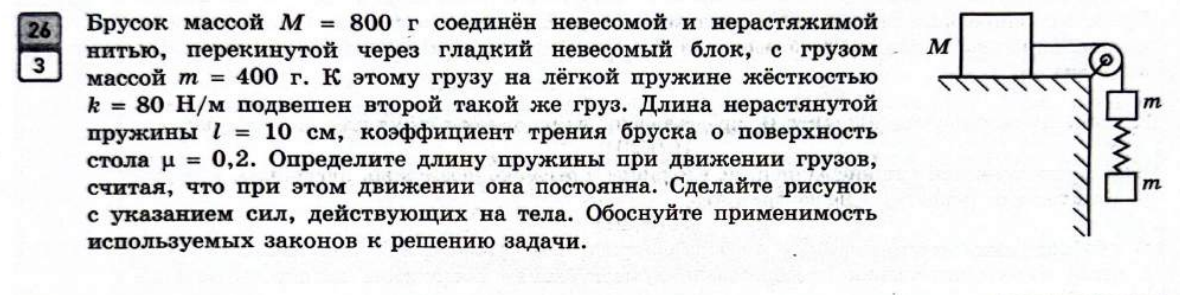 26
3
Брусок массой M = 800 г соединён невесомой и нерастяжимой
нитью, перекинутой через гладкий невесомый блок, с грузом
массой m = 400 г. К этому грузу на лёгкой пружине жёсткостью
k = 80 Н/м подвешен второй такой же груз. Длина нерастянутой
пружины l = 10 см, коэффициент трения бруска о поверхность
стола μ = 0,2. Определите длину пружины при движении грузов,
считая, что при этом движении она постоянна. Сделайте рисунок
с указанием сил, действующих на тела. Обоснуйте применимость
используемых законов к решению задачи.
M
m
m